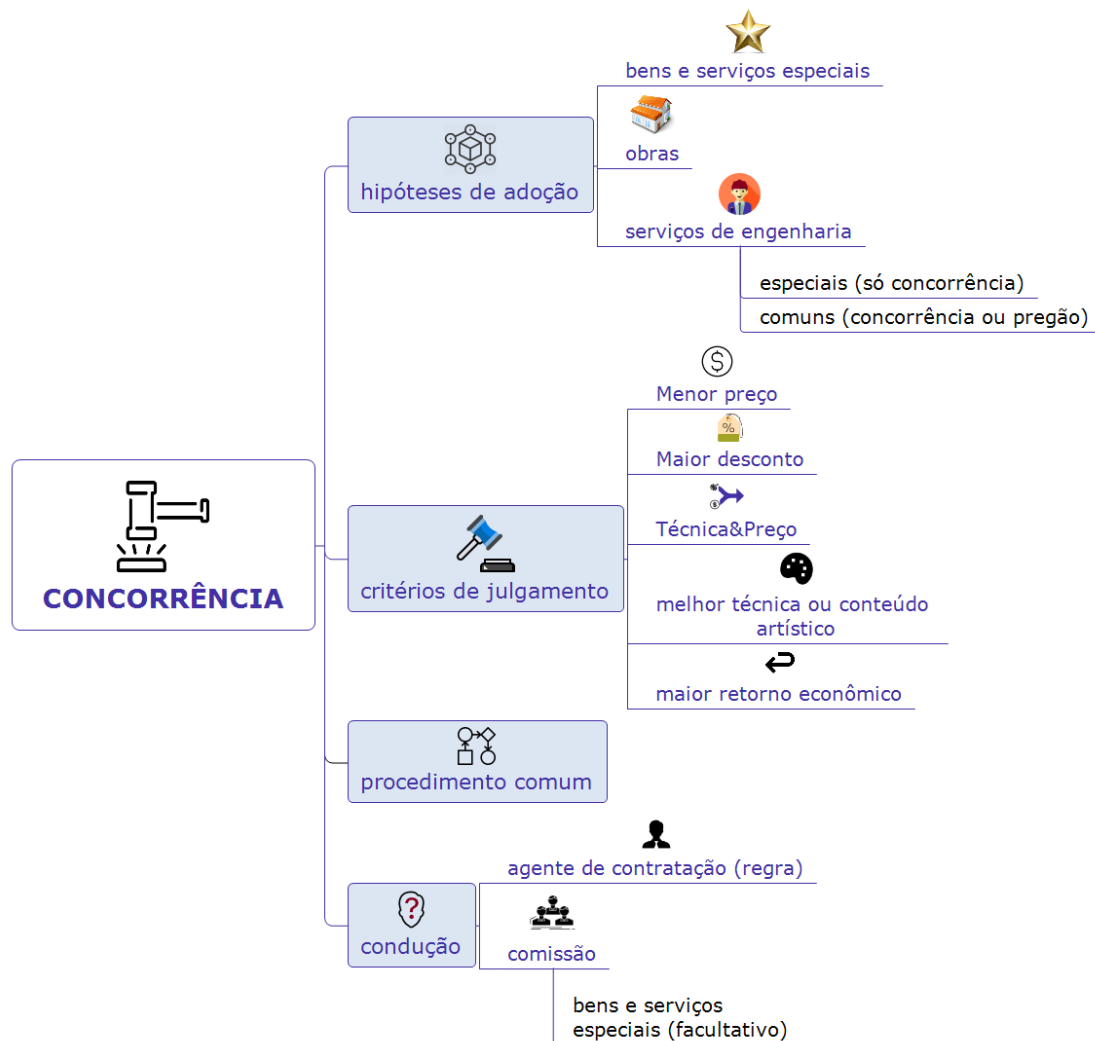 CONCORRÊNCIA
hipóteses de adoção
bens e serviços especiais
obras
serviços de engenharia
especiais (só concorrência)
comuns (concorrência ou pregão)
critérios de julgamento
$
Menor preço
%
Maior desconto
$
Técnica&Preço
melhor técnica ou conteúdo
artístico
maior retorno econômico
procedimento comum
?
condução
agente de contratação (regra)
comissão
bens e serviços
especiais (facultativo)